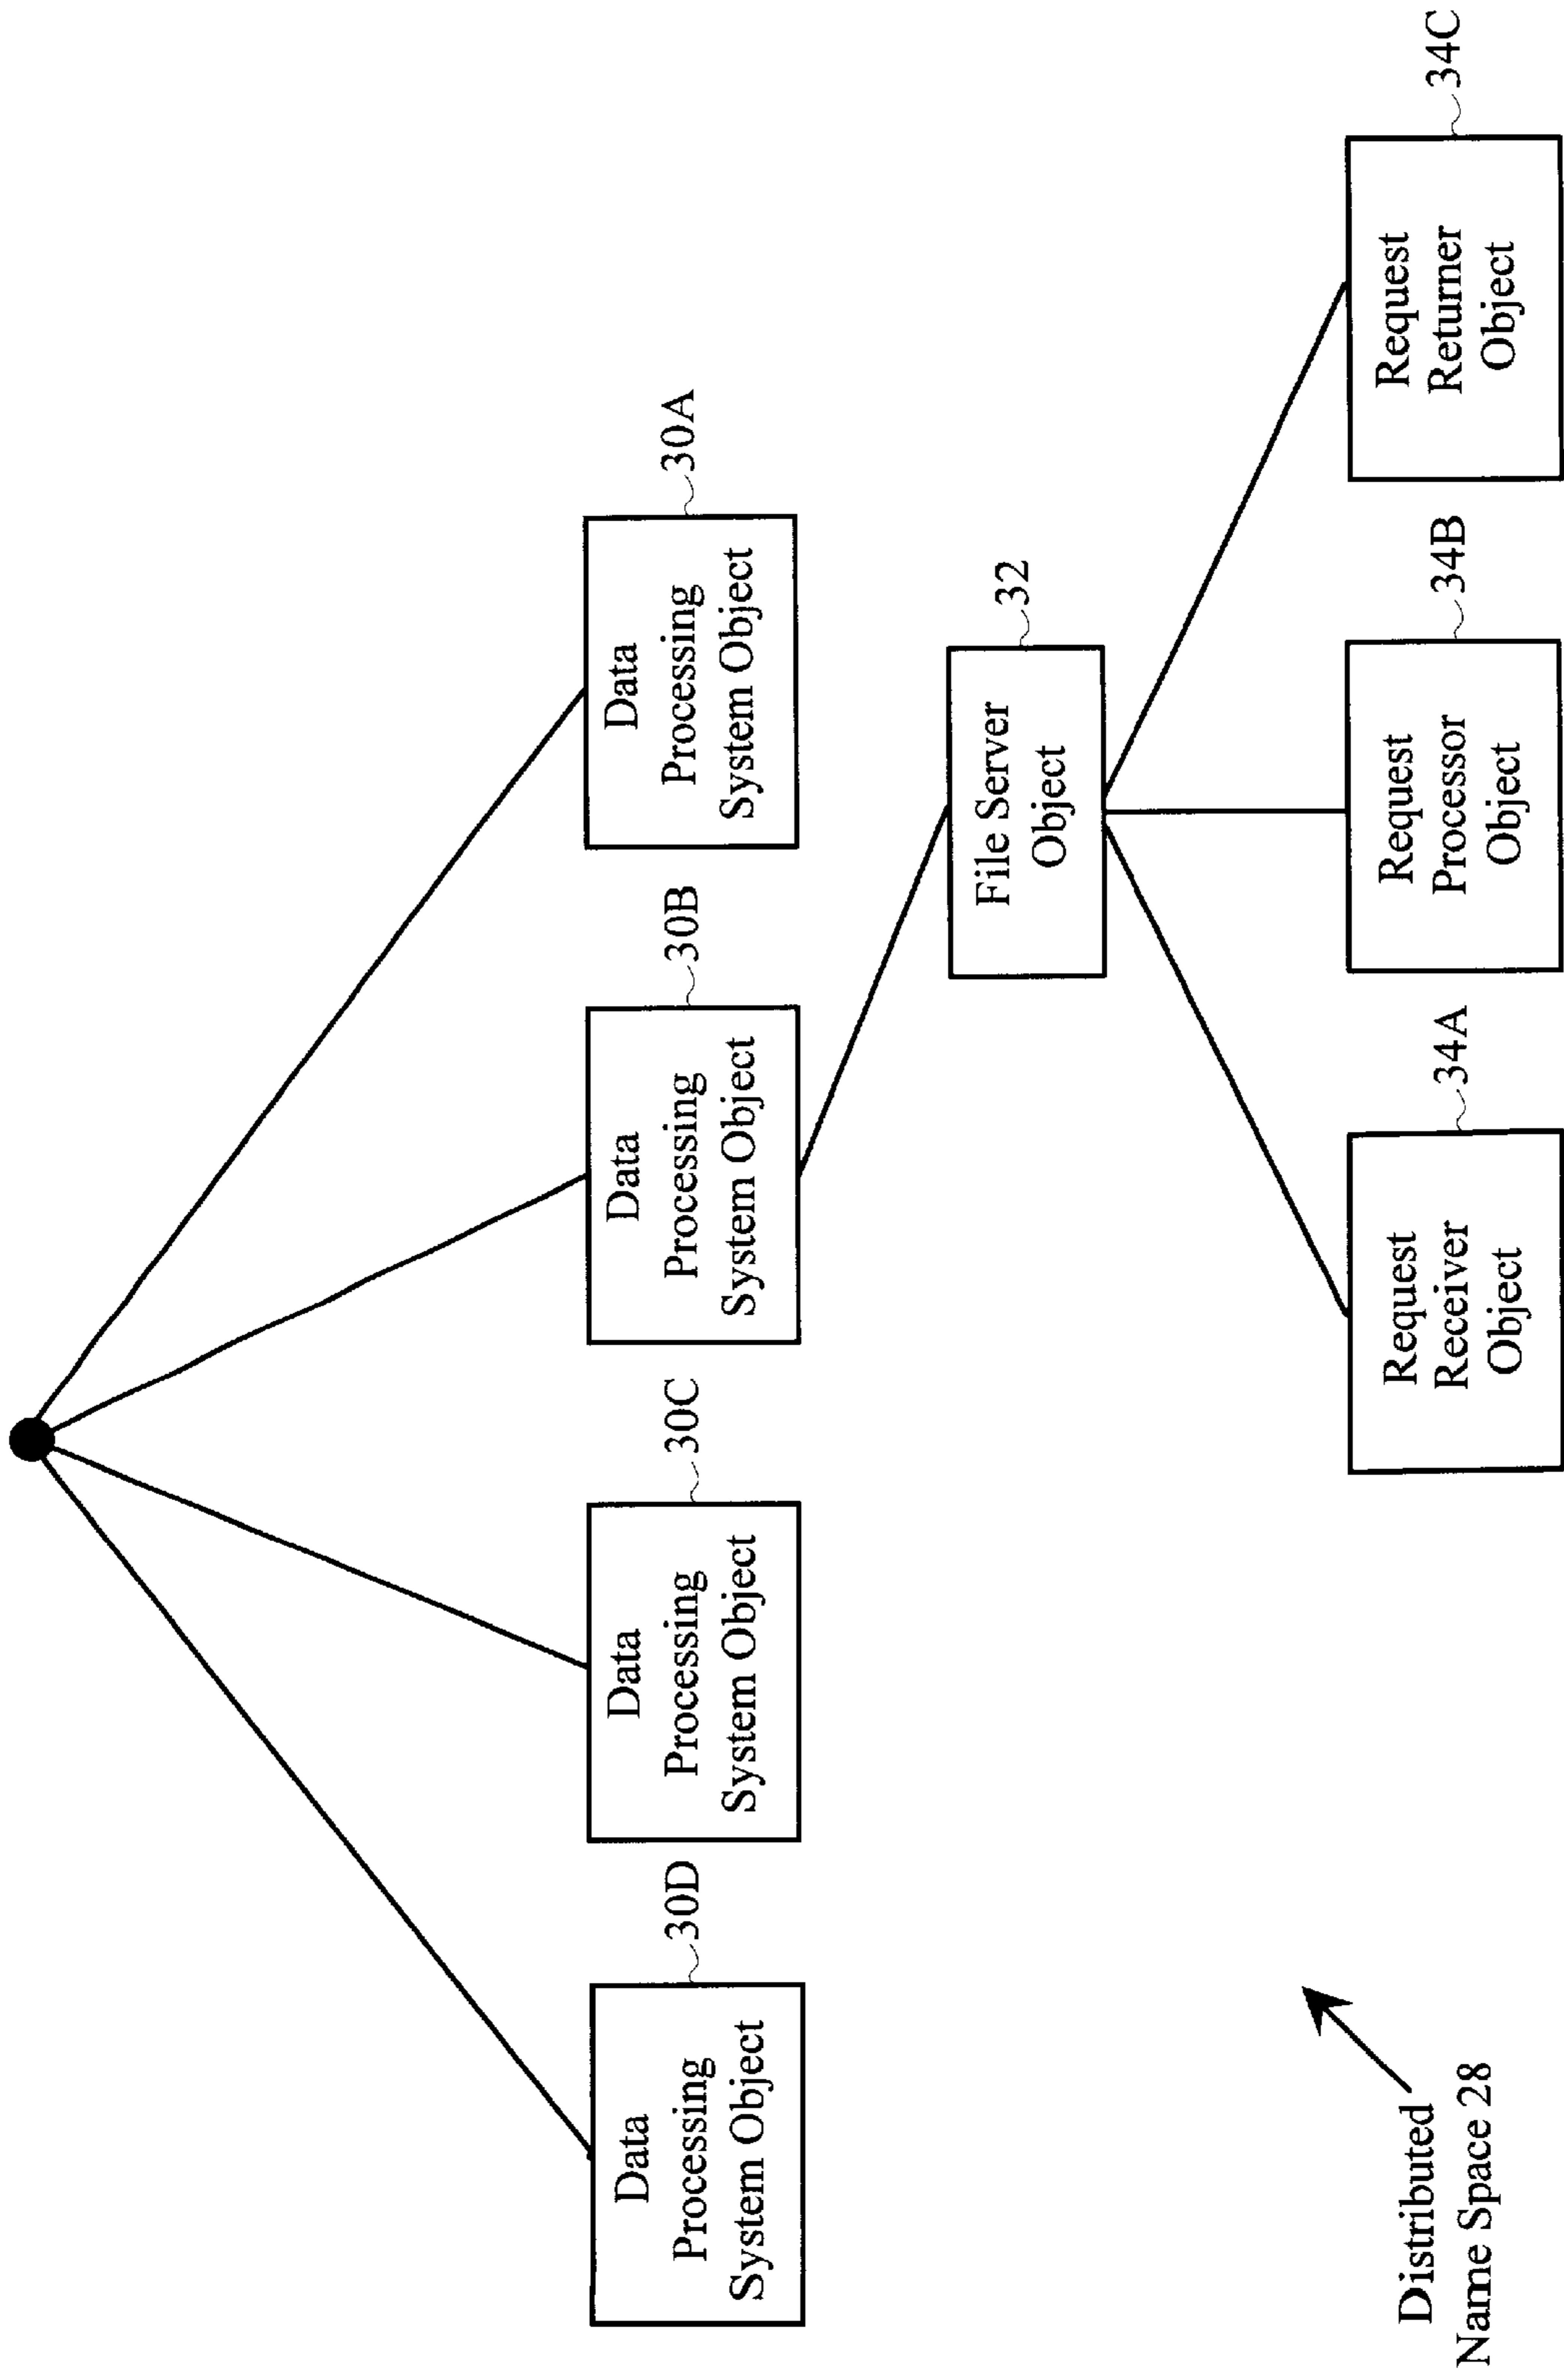 Data
Processing
System Object
30D
Data
Processing
System Object
30C
Data
Processing
System Object
30B
Data
Processing
System Object
30A
File Server
Object
32
Request
Receiver
Object
34A
Request
Processor
Object
34B
Request
Returner
Object
34C
Distributed
Name Space 28